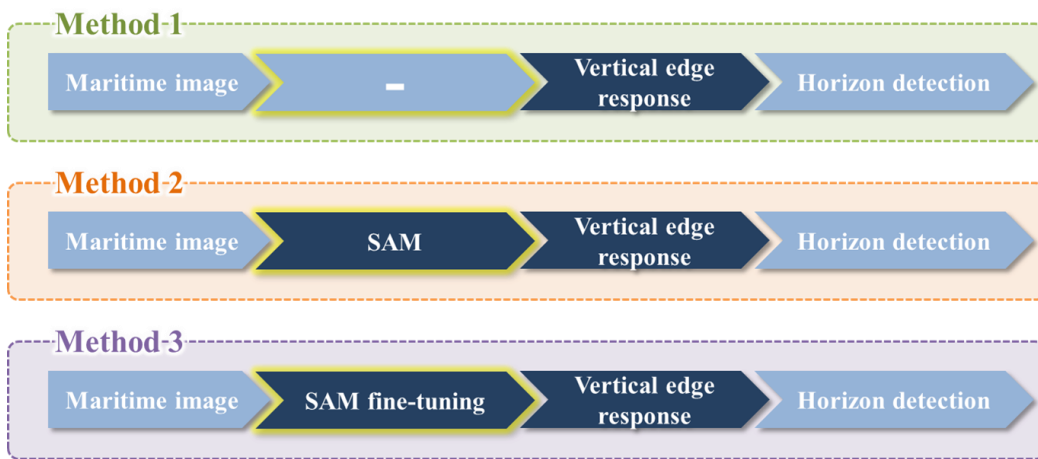 Method 1
Maritime image
-
Vertical edge
response
Horizon detection
Method 2
Maritime image
SAM
Vertical edge
response
Horizon detection
Method 3
Maritime image
SAM fine-tuning
Vertical edge
response
Horizon detection